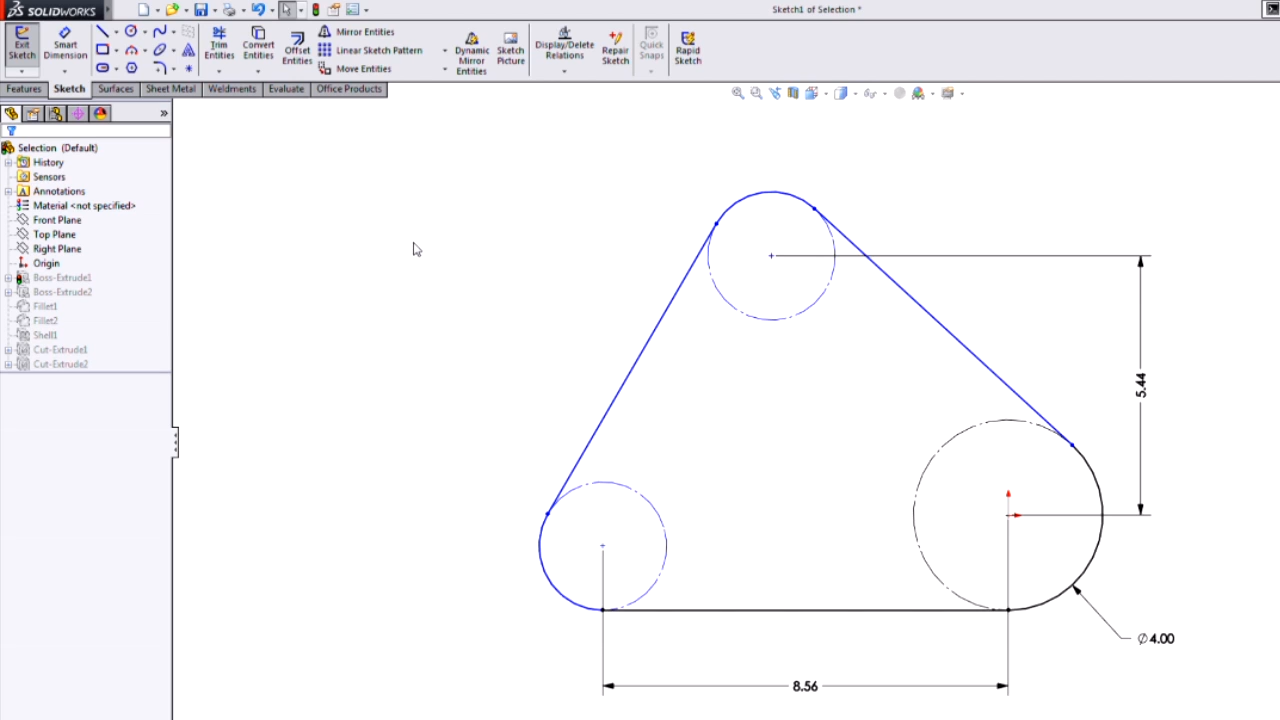 SOLIDWORKS
Sketch1 of Selection *
Exit Sketch
Smart Dimension
Trim Entities
Convert Entities
Offset Entities
Mirror Entities
Linear Sketch Pattern
Move Entities
Dynamic Mirror Entities
Sketch Picture
Display/Delete Relations
Repair Sketch
Quick Snaps
Rapid Sketch
Features Sketch Surfaces Sheet Metal Weldments Evaluate Office Products
Selection (Default)
History
Sensors
Annotations
Material <not specified>
Front Plane
Top Plane
Right Plane
Origin
Boss-Extrude1
Boss-Extrude2
Fillet1
Fillet2
Shell1
Cut-Extrude1
Cut-Extrude2
5.44
∅4.00
8.56